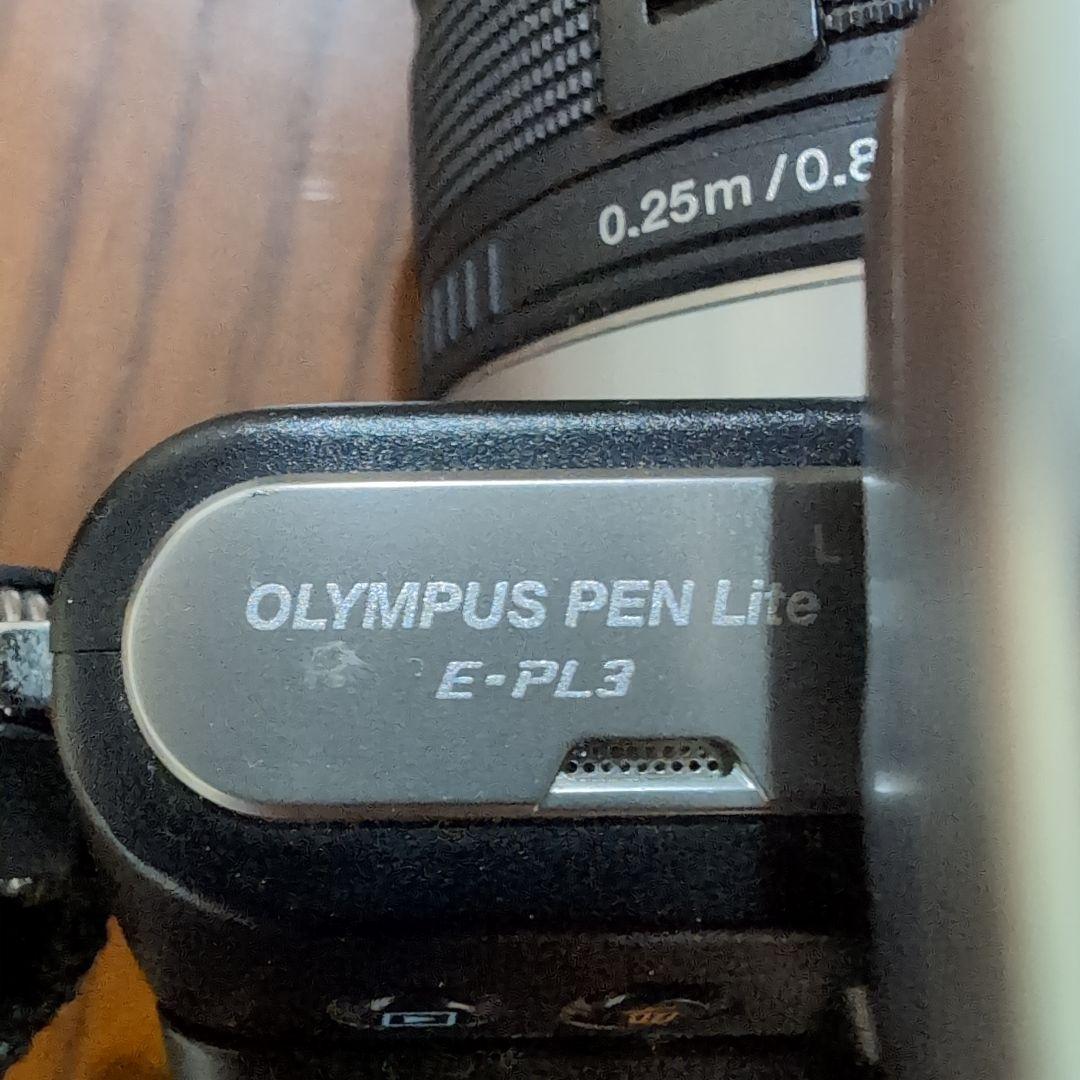 0.25m/0.8
OLYMPUS PEN Lite
E-PL3